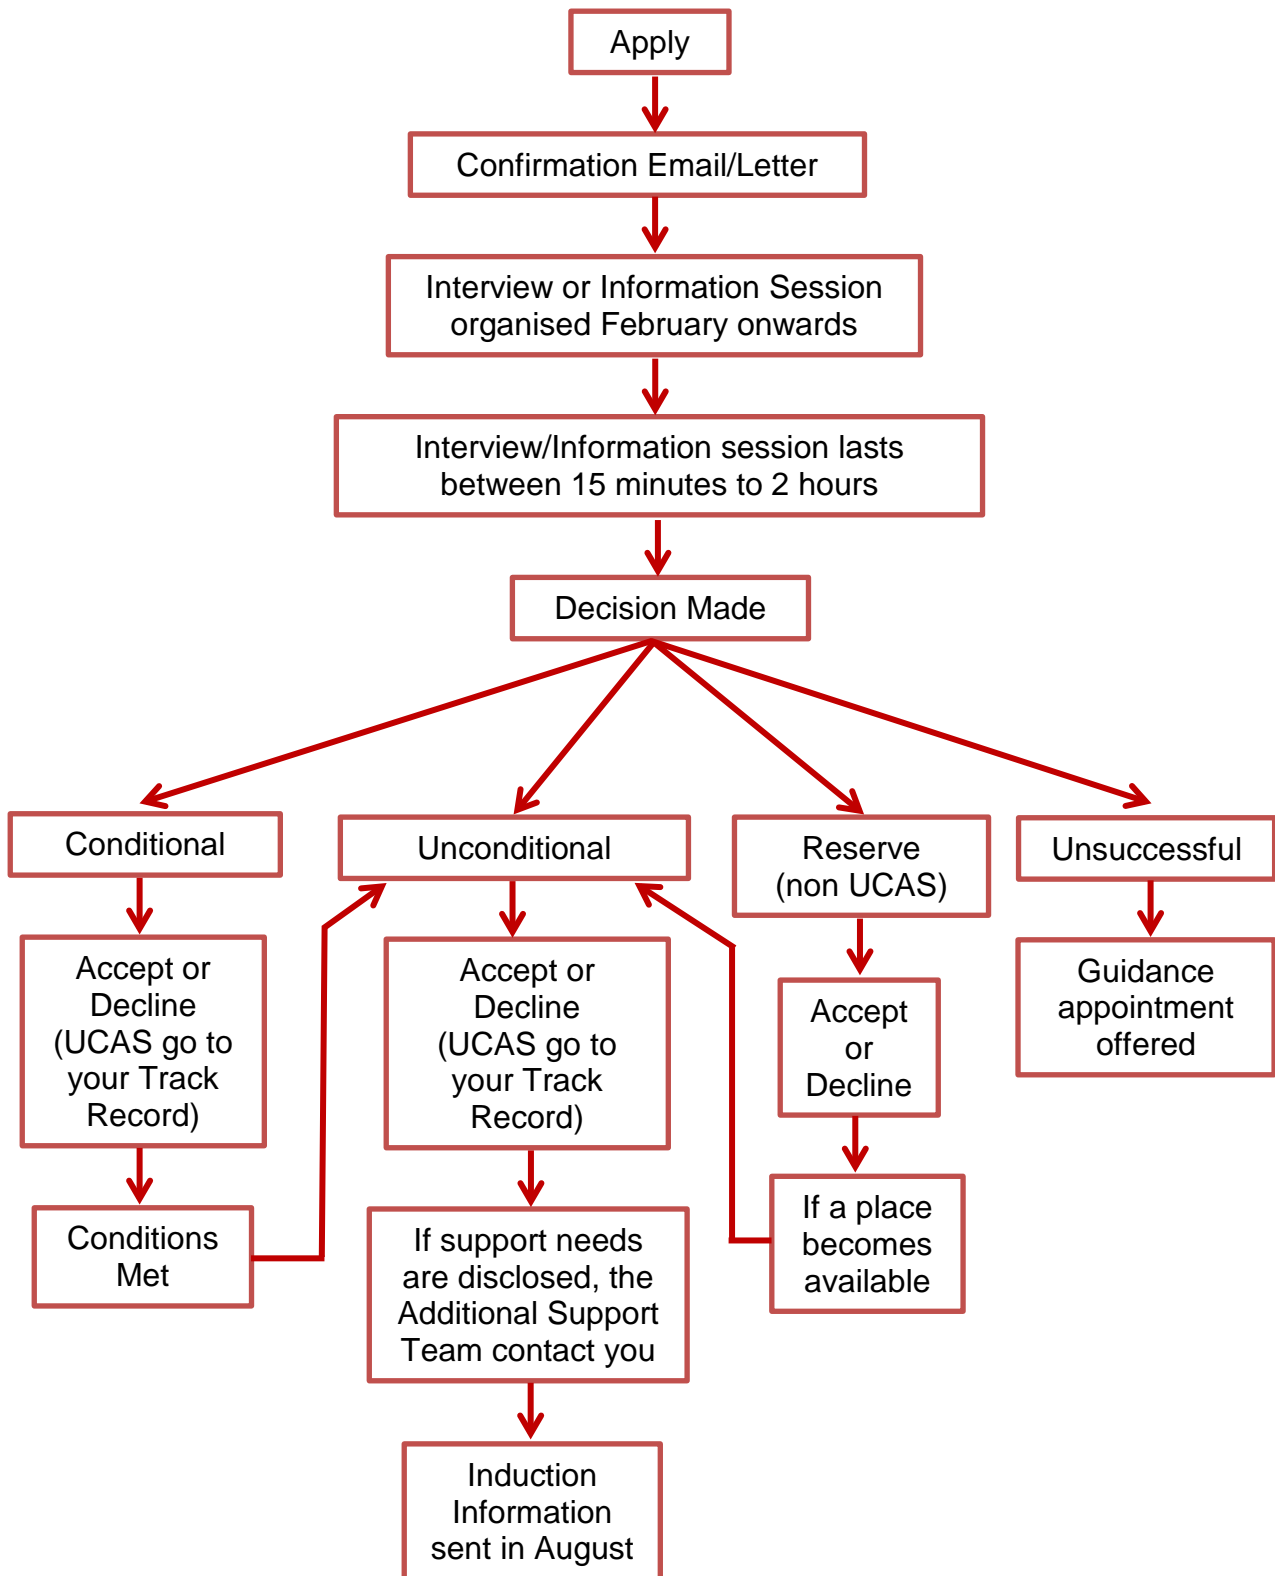 Apply
Confirmation Email/Letter
Interview or Information Session
organised February onwards
Interview/Information session lasts
between 15 minutes to 2 hours
Decision Made
Conditional
Unconditional
Reserve
(non UCAS)
Unsuccessful
Accept or
Decline
(UCAS go to
your Track
Record)
Accept or
Decline
(UCAS go to
your Track
Record)
Accept
or
Decline
Guidance
appointment
offered
Conditions
Met
If support needs
are disclosed, the
Additional Support
Team contact you
If a place
becomes
available
Induction
Information
sent in August